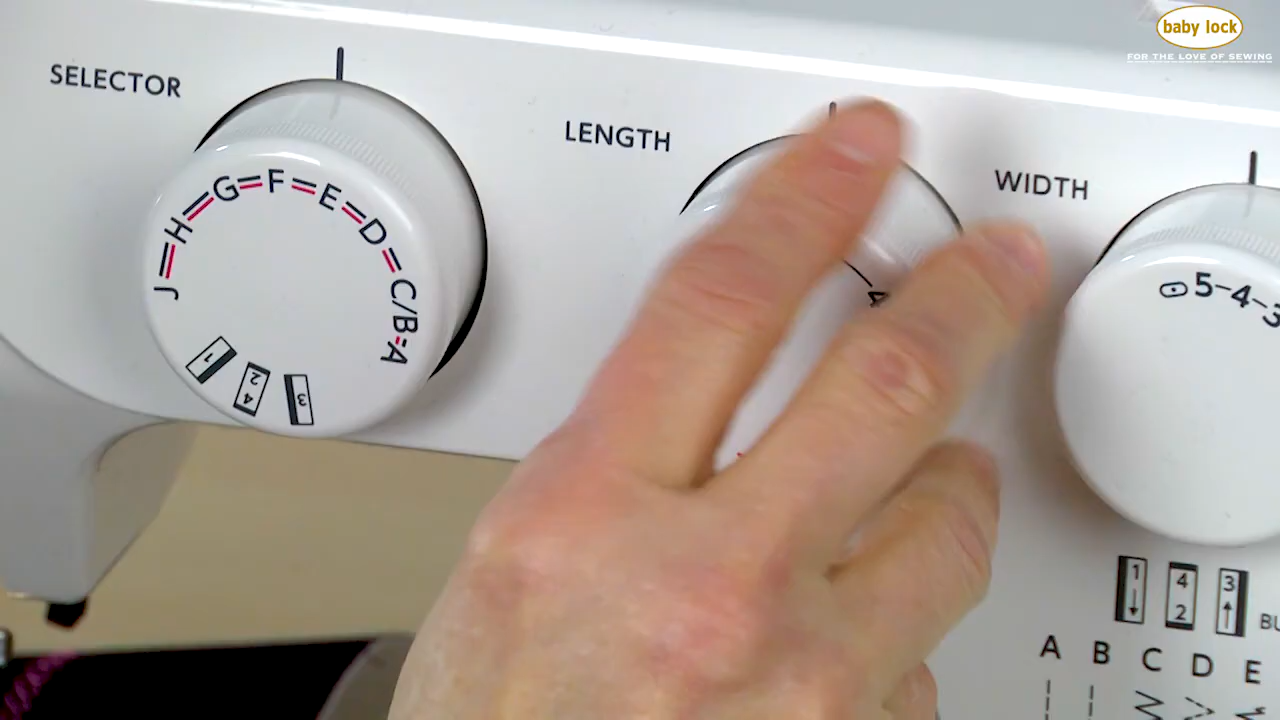 baby lock
FOR THE LOVE OF SEWING
SELECTOR
LENGTH
WIDTH
J H G F E D C/B A
1 4 2 3
4
5-4-3
1 4 2 3
A B C D E